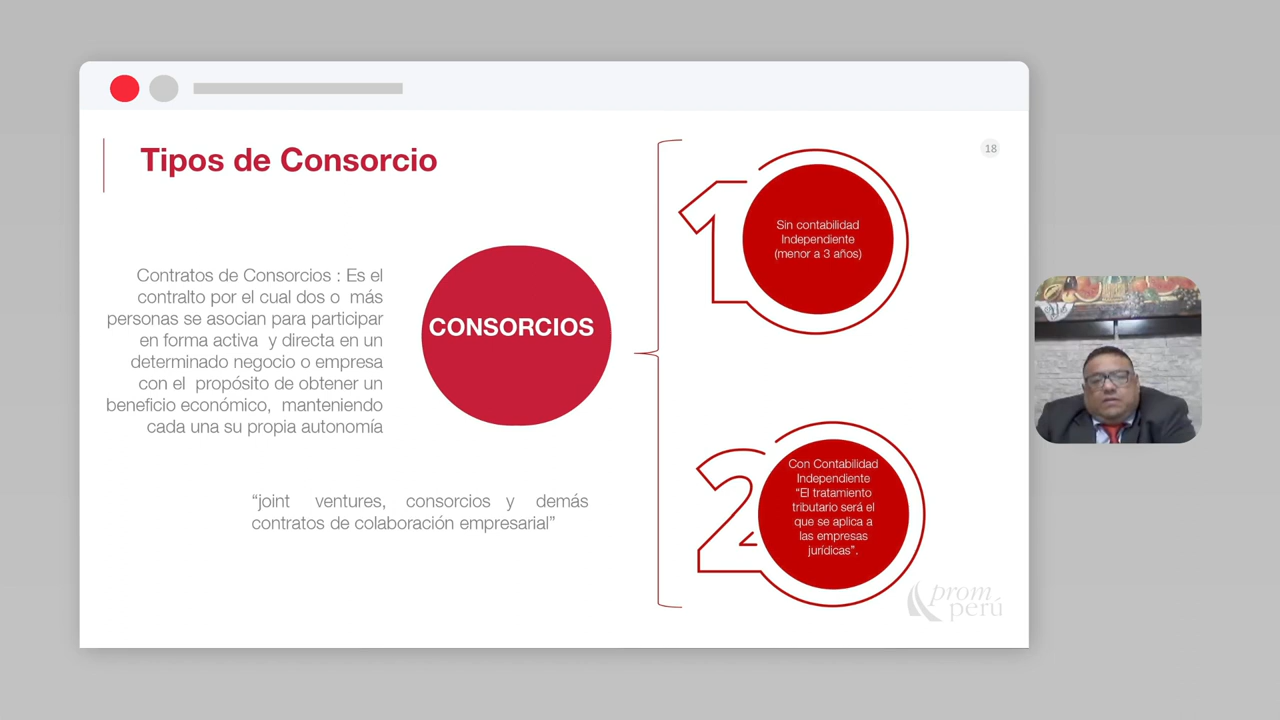 Tipos de Consorcio
18
Contratos de Consorcios : Es el
contralto por el cual dos o más
personas se asocian para participar
en forma activa y directa en un
determinado negocio o empresa
con el propósito de obtener un
beneficio económico, manteniendo
cada una su propia autonomía
"joint ventures, consorcios y demás
contratos de colaboración empresarial"
CONSORCIOS
1
Sin contabilidad
Independiente
(menor a 3 años)
2
Con Contabilidad
Independiente
"El tratamiento
tributario será el
que se aplica a
las empresas
jurídicas".
prom
perú